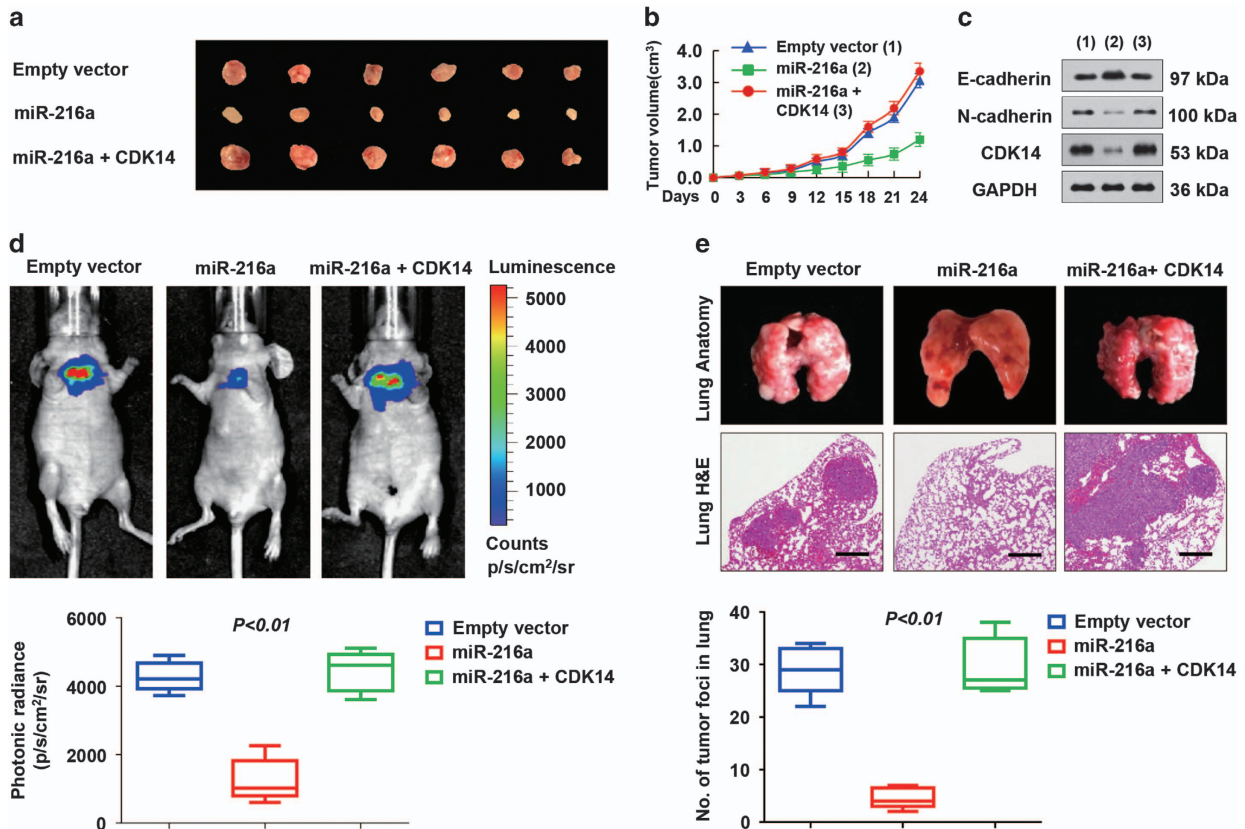 a
Empty vector
miR-216a
miR-216a + CDK14
b
Tumor volume(cm³)
4.0
3.0
2.0
1.0
0.0
Days
0 3 6 9 12 15 18 21 24
Empty vector (1)
miR-216a (2)
miR-216a +
CDK14 (3)
c
(1) (2) (3)
E-cadherin 97 kDa
N-cadherin 100 kDa
CDK14 53 kDa
GAPDH 36 kDa
d
Empty vector miR-216a miR-216a + CDK14
Luminescence
5000
4000
3000
2000
1000
Counts
p/s/cm²/sr
Photonic radiance
(p/s/cm²/sr)
6000
4000
2000
0
P<0.01
Empty vector
miR-216a
miR-216a + CDK14
e
Empty vector miR-216a miR-216a+ CDK14
Lung Anatomy
Lung H&E
No. of tumor foci in lung
40
30
20
10
0
P<0.01
Empty vector
miR-216a
miR-216a + CDK14